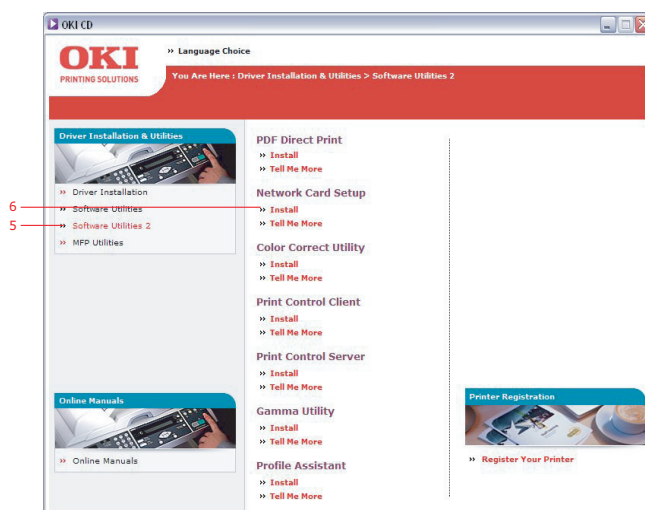 OKI CD
OKI
PRINTING SOLUTIONS
» Language Choice
You Are Here : Driver Installation & Utilities > Software Utilities 2
Driver Installation & Utilities
» Driver Installation
» Software Utilities
» Software Utilities 2
» MFP Utilities
6
5
Online Manuals
» Online Manuals
PDF Direct Print
» Install
» Tell Me More
Network Card Setup
» Install
» Tell Me More
Color Correct Utility
» Install
» Tell Me More
Print Control Client
» Install
» Tell Me More
Print Control Server
» Install
» Tell Me More
Gamma Utility
» Install
» Tell Me More
Profile Assistant
» Install
» Tell Me More
Printer Registration
» Register Your Printer